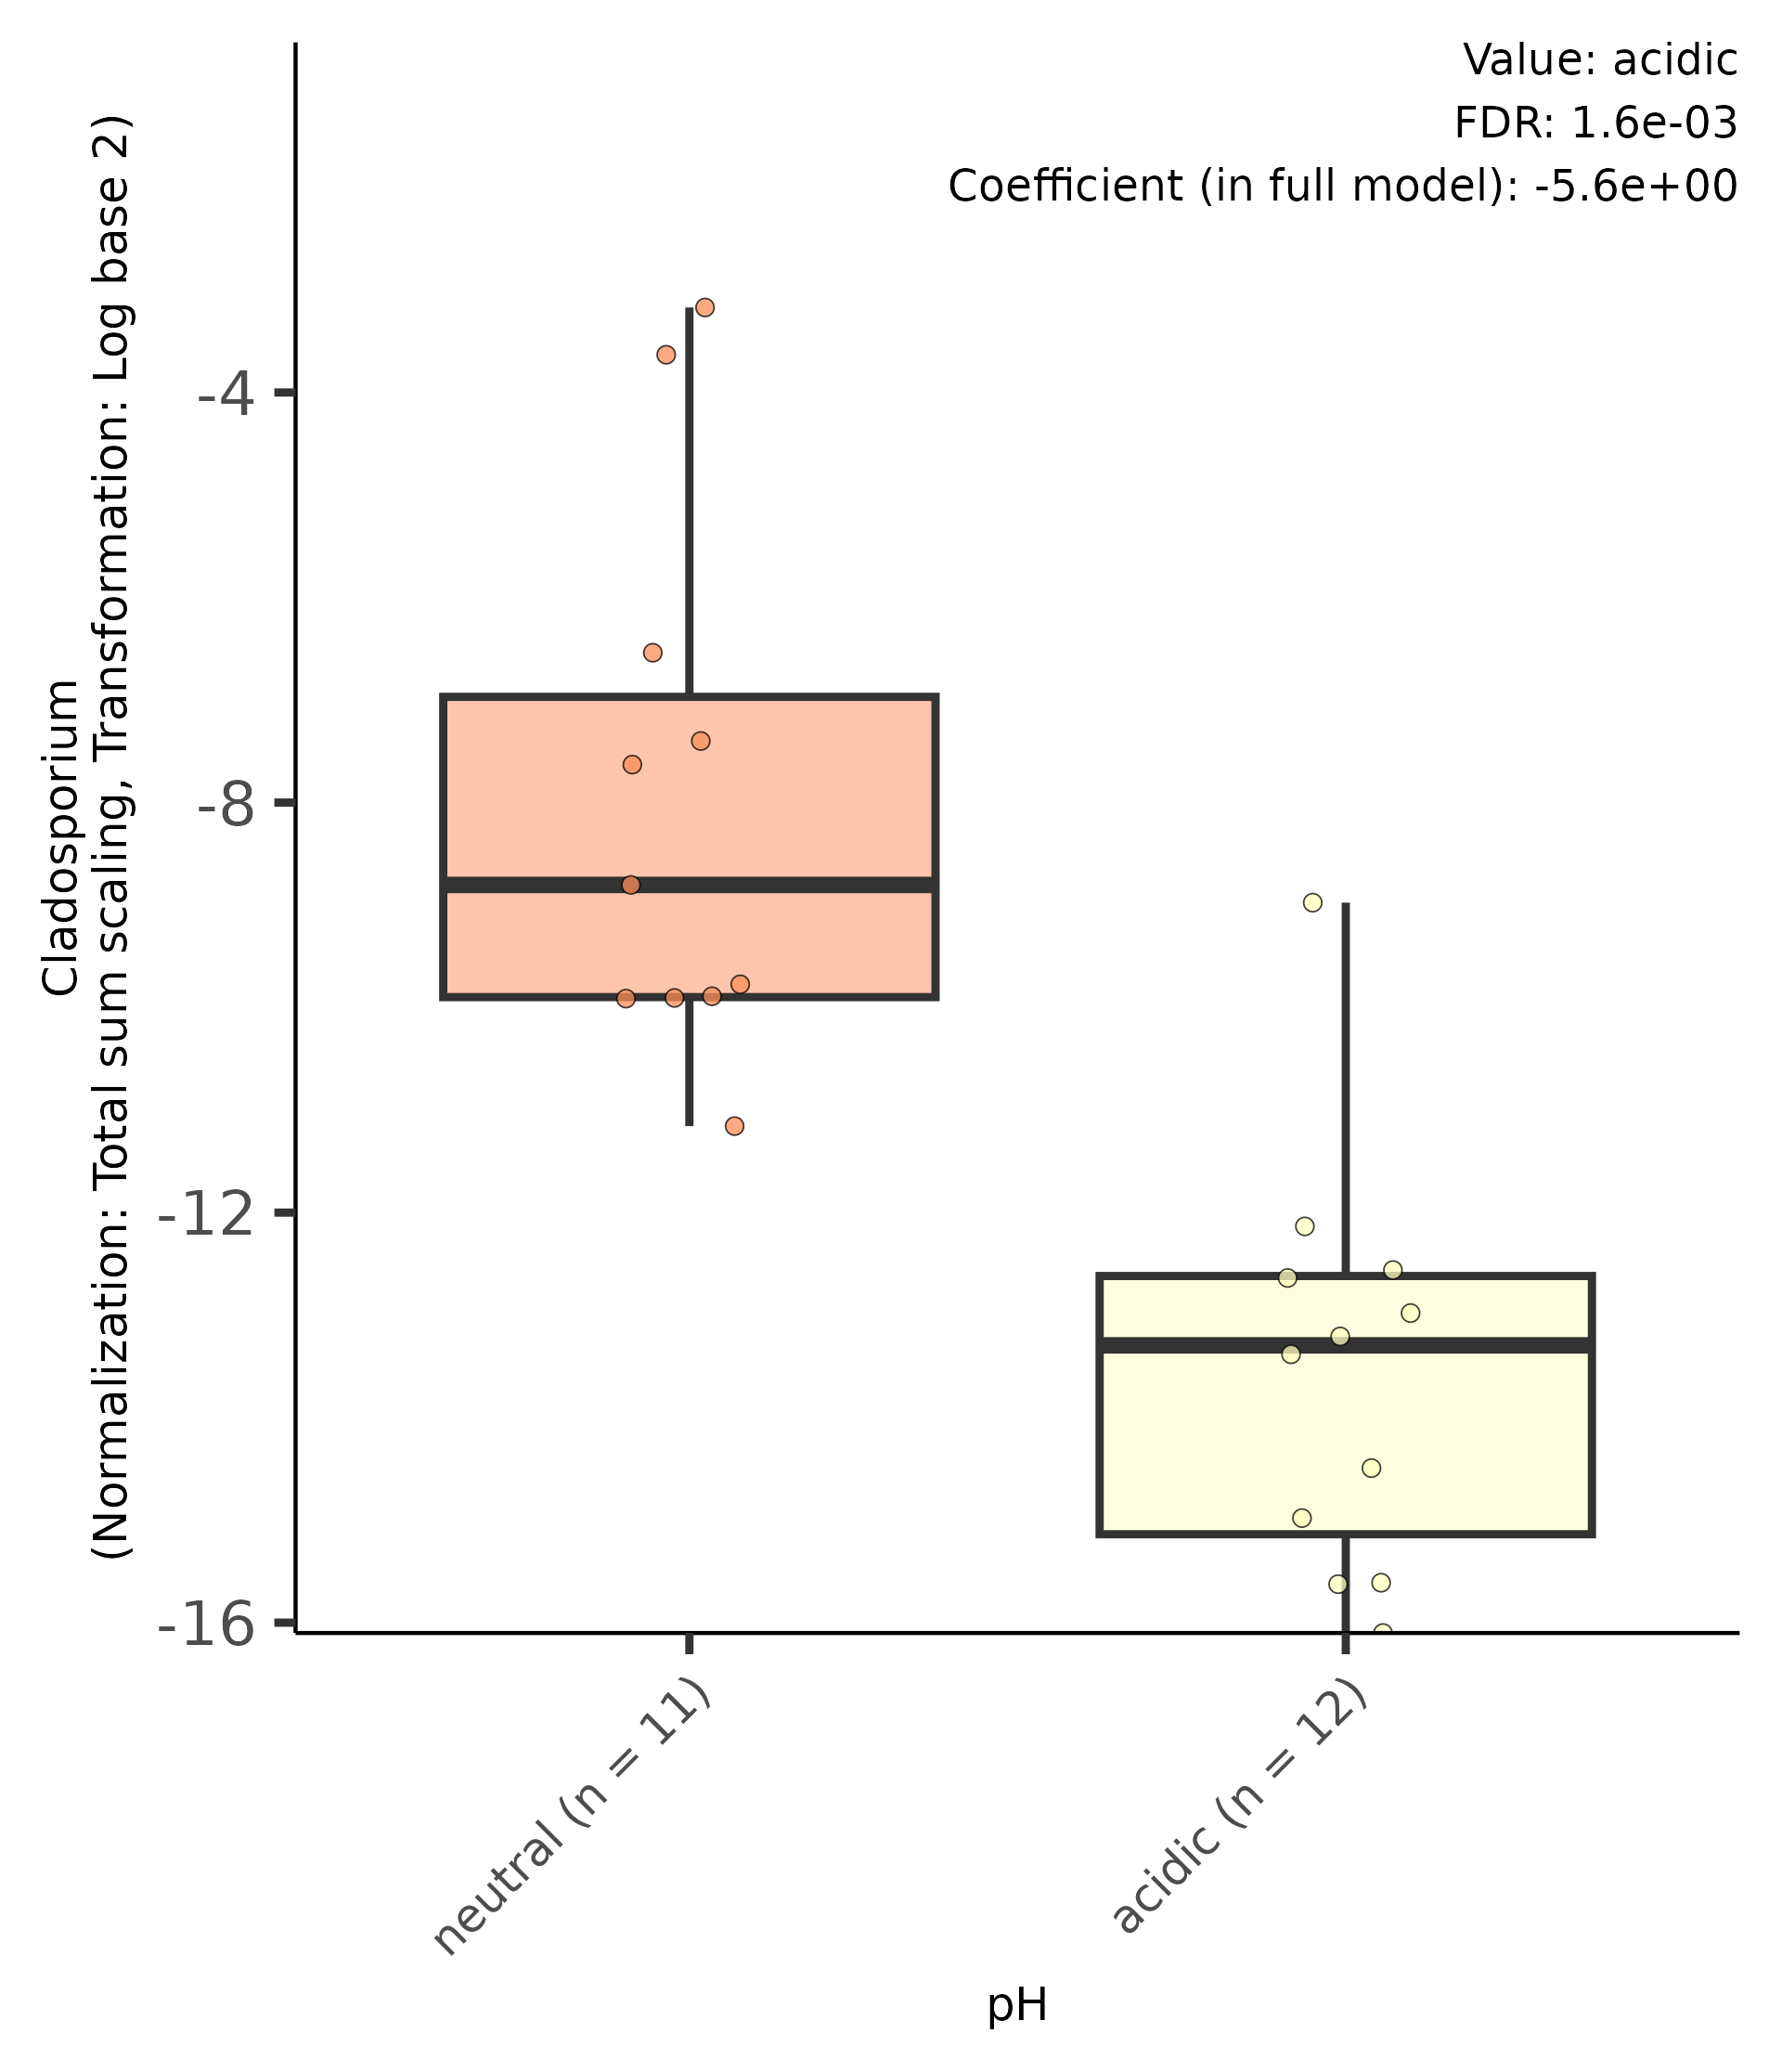 Value: acidic
FDR: 1.6e-03
Coefficient (in full model): -5.6e+00
Cladosporium
(Normalization: Total sum scaling, Transformation: Log base 2)
-4
-8
-12
-16
neutral (n = 11)
acidic (n = 12)
pH